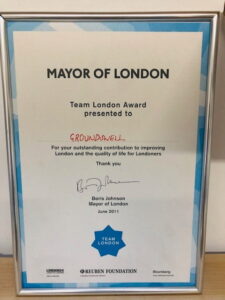 MAYOR OF LONDON
Team London Award
presented to
GROUNDSWELL
For your outstanding contribution to improving
London and the quality of life for Londoners
Thank you
Boris Johnson
Mayor of London
June 2011
TEAM
LONDON
REUBEN FOUNDATION
Bloomberg